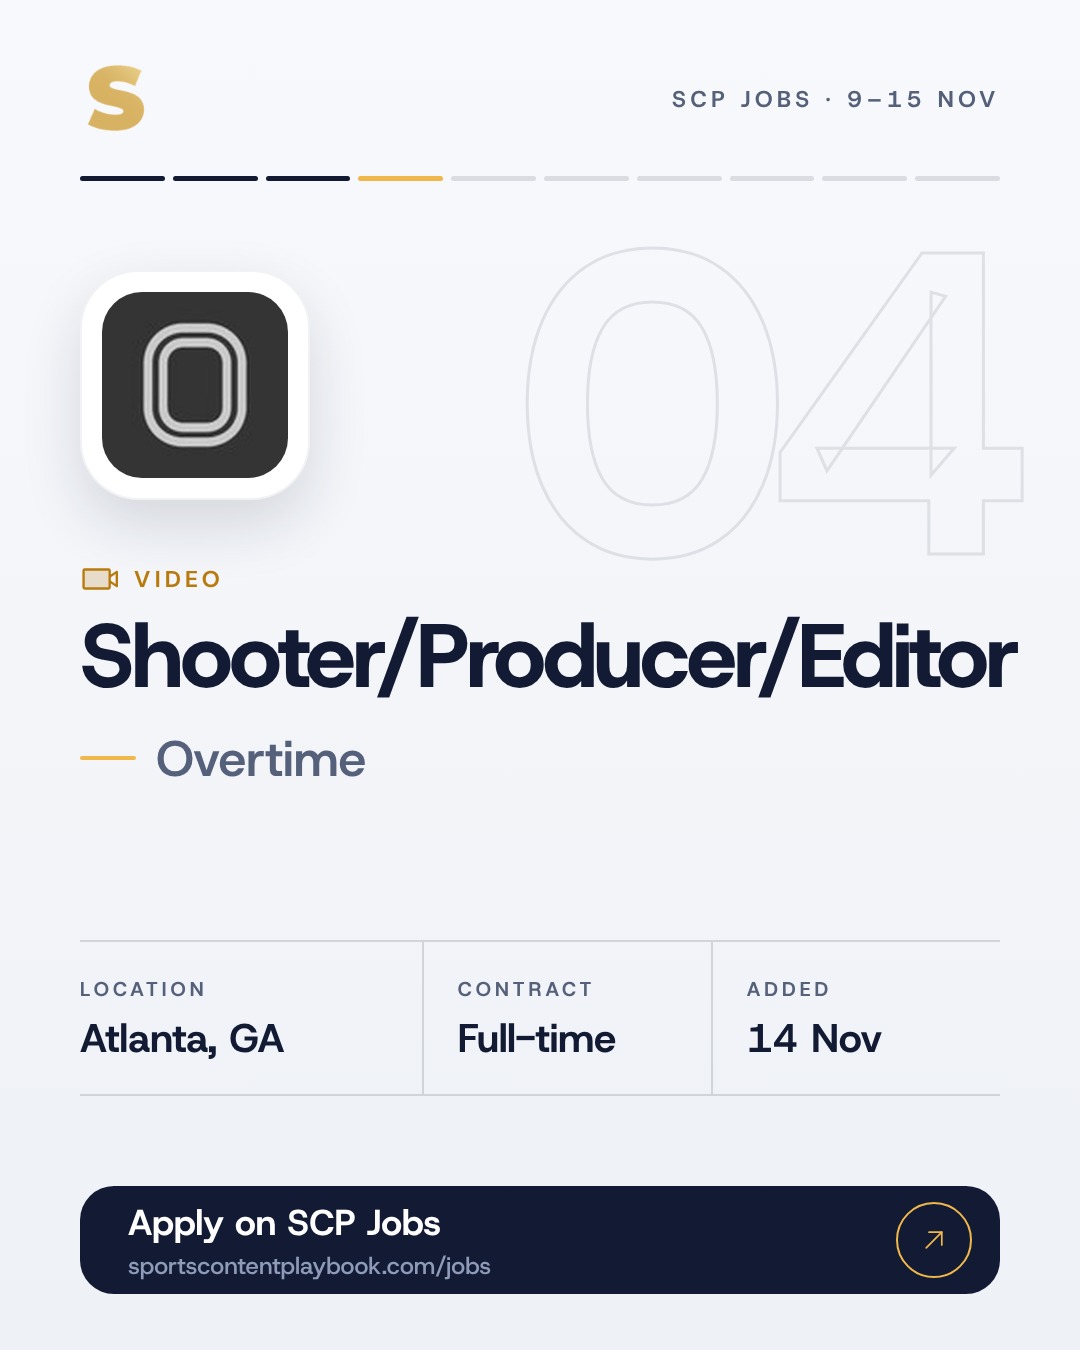 S
SCP JOBS · 9–15 NOV
04
VIDEO
Shooter/Producer/Editor
Overtime
LOCATION
Atlanta, GA
CONTRACT
Full-time
ADDED
14 Nov
Apply on SCP Jobs
sportscontentplaybook.com/jobs